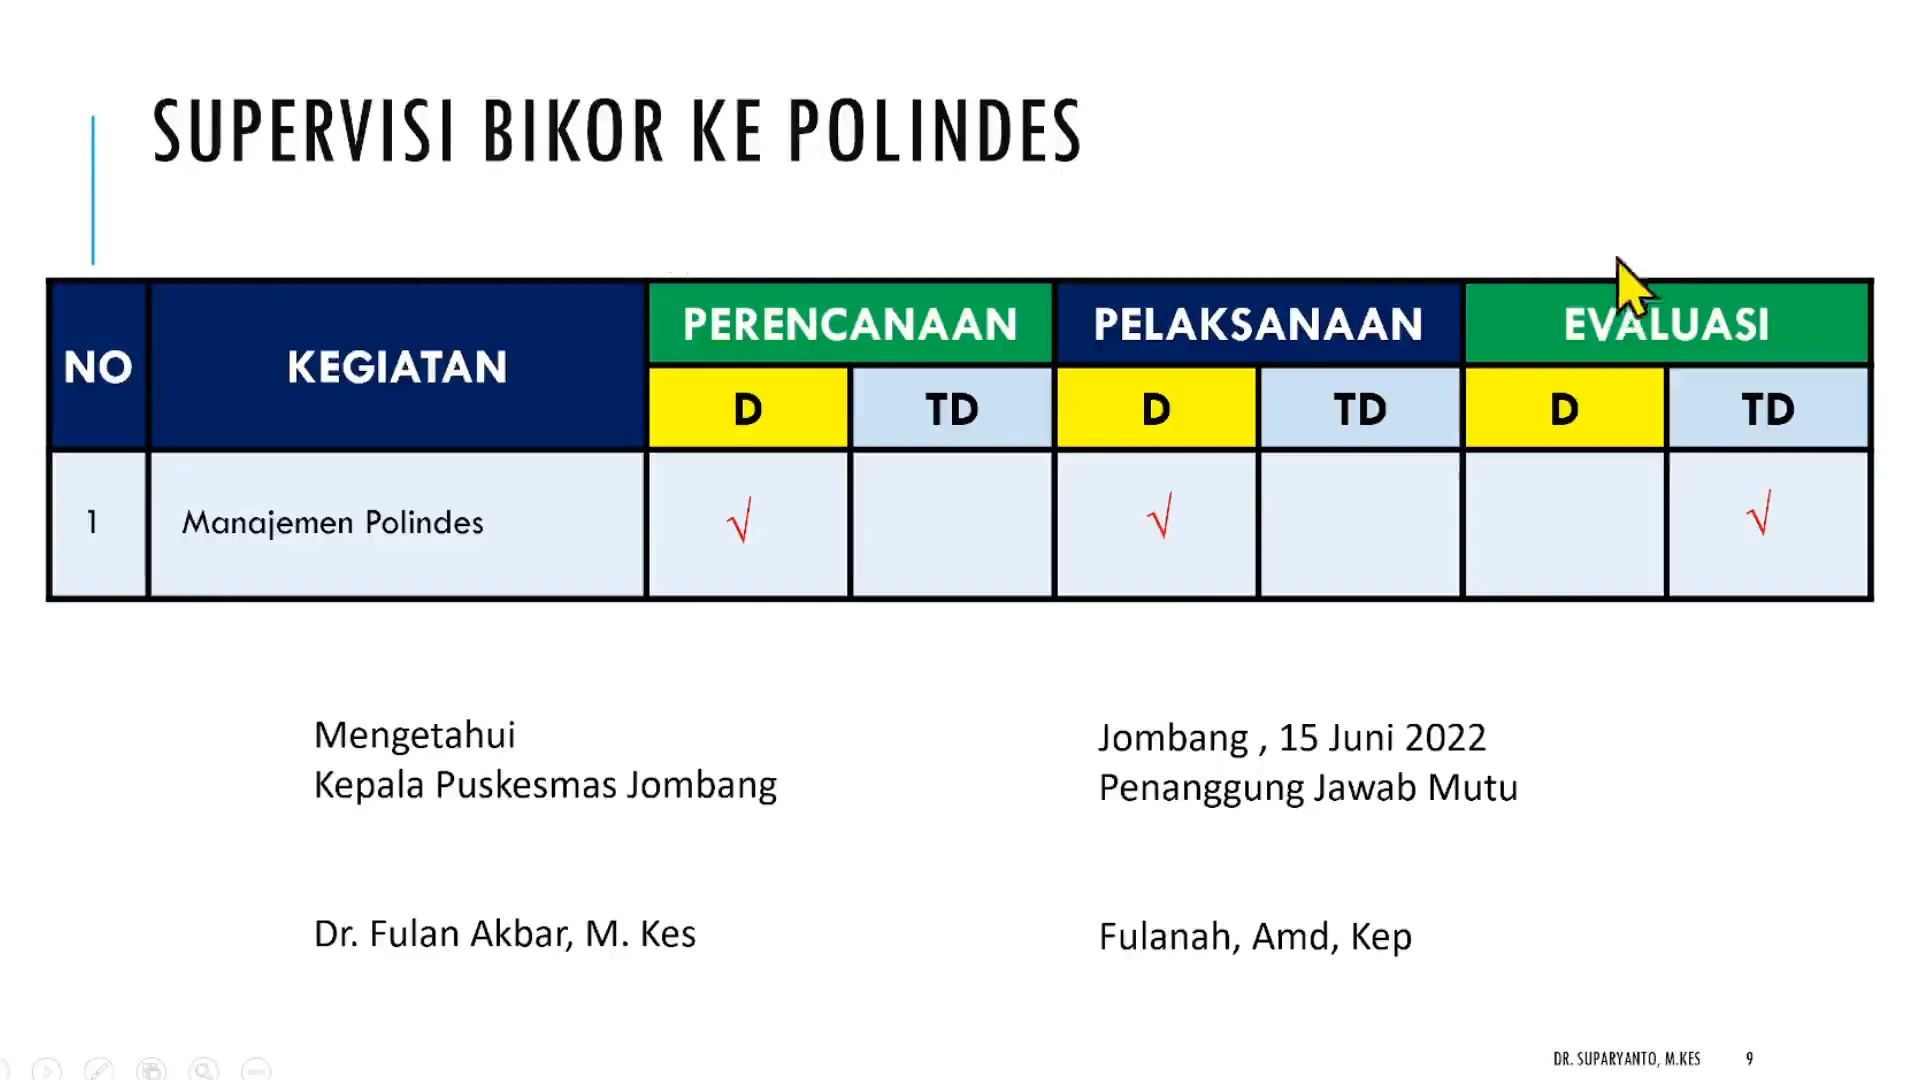 SUPERVISI BIKOR KE POLINDES
NO KEGIATAN PERENCANAAN PELAKSANAAN EVALUASI
D TD D TD D TD
1 Manajemen Polindes √ √ √
Mengetahui
Kepala Puskesmas Jombang
Jombang , 15 Juni 2022
Penanggung Jawab Mutu
Dr. Fulan Akbar, M. Kes
Fulanah, Amd, Kep
DR. SUPARYANTO, M.KES 9